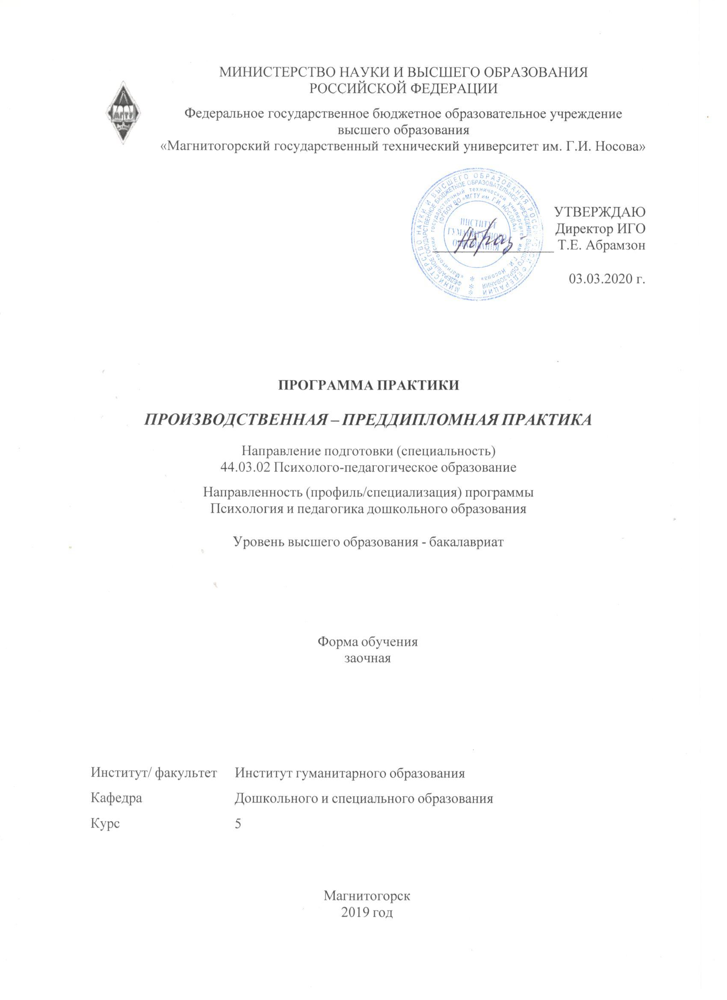 МИНИСТЕРСТВО НАУКИ И ВЫСШЕГО ОБРАЗОВАНИЯ
РОССИЙСКОЙ ФЕДЕРАЦИИ
МГТУ
Федеральное государственное бюджетное образовательное учреждение
высшего образования
«Магнитогорский государственный технический университет им. Г.И. Носова»
МИНИСТЕРСТВО НАУКИ И ВЫСШЕГО ОБРАЗОВАНИЯ РОССИЙСКОЙ ФЕДЕРАЦИИ
ФЕДЕРАЛЬНОЕ ГОСУДАРСТВЕННОЕ БЮДЖЕТНОЕ ОБРАЗОВАТЕЛЬНОЕ УЧРЕЖДЕНИЕ ВЫСШЕГО ОБРАЗОВАНИЯ
«Магнитогорский государственный технический университет им. Г.И. Носова»
(ФГБОУ ВО «МГТУ им. Г.И. НОСОВА»)
ИНСТИТУТ
ГУМАНИТАРНОГО
ОБРАЗОВАНИЯ
УТВЕРЖДАЮ
Директор ИГО
Т.Е. Абрамзон
03.03.2020 г.
ПРОГРАММА ПРАКТИКИ
ПРОИЗВОДСТВЕННАЯ – ПРЕДДИПЛОМНАЯ ПРАКТИКА
Направление подготовки (специальность)
44.03.02 Психолого-педагогическое образование
Направленность (профиль/специализация) программы
Психология и педагогика дошкольного образования
Уровень высшего образования - бакалавриат
Форма обучения
заочная
Институт/ факультет Институт гуманитарного образования
Кафедра Дошкольного и специального образования
Курс 5
Магнитогорск
2019 год